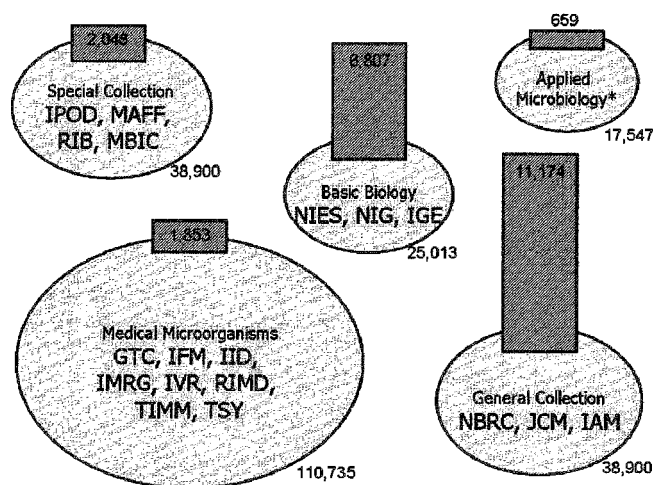 2,048
Special Collection
IPOD, MAFF,
RIB, MBIC
38,900
6,807
Basic Biology
NIES, NIG, IGE
25,013
659
Applied
Microbiology*
17,547
1,853
Medical Microorganisms
GTC, IFM, IID,
IMRG, IVR, RIMD,
TIMM, TSY
110,735
11,174
General Collection
NBRC, JCM, IAM
38,900